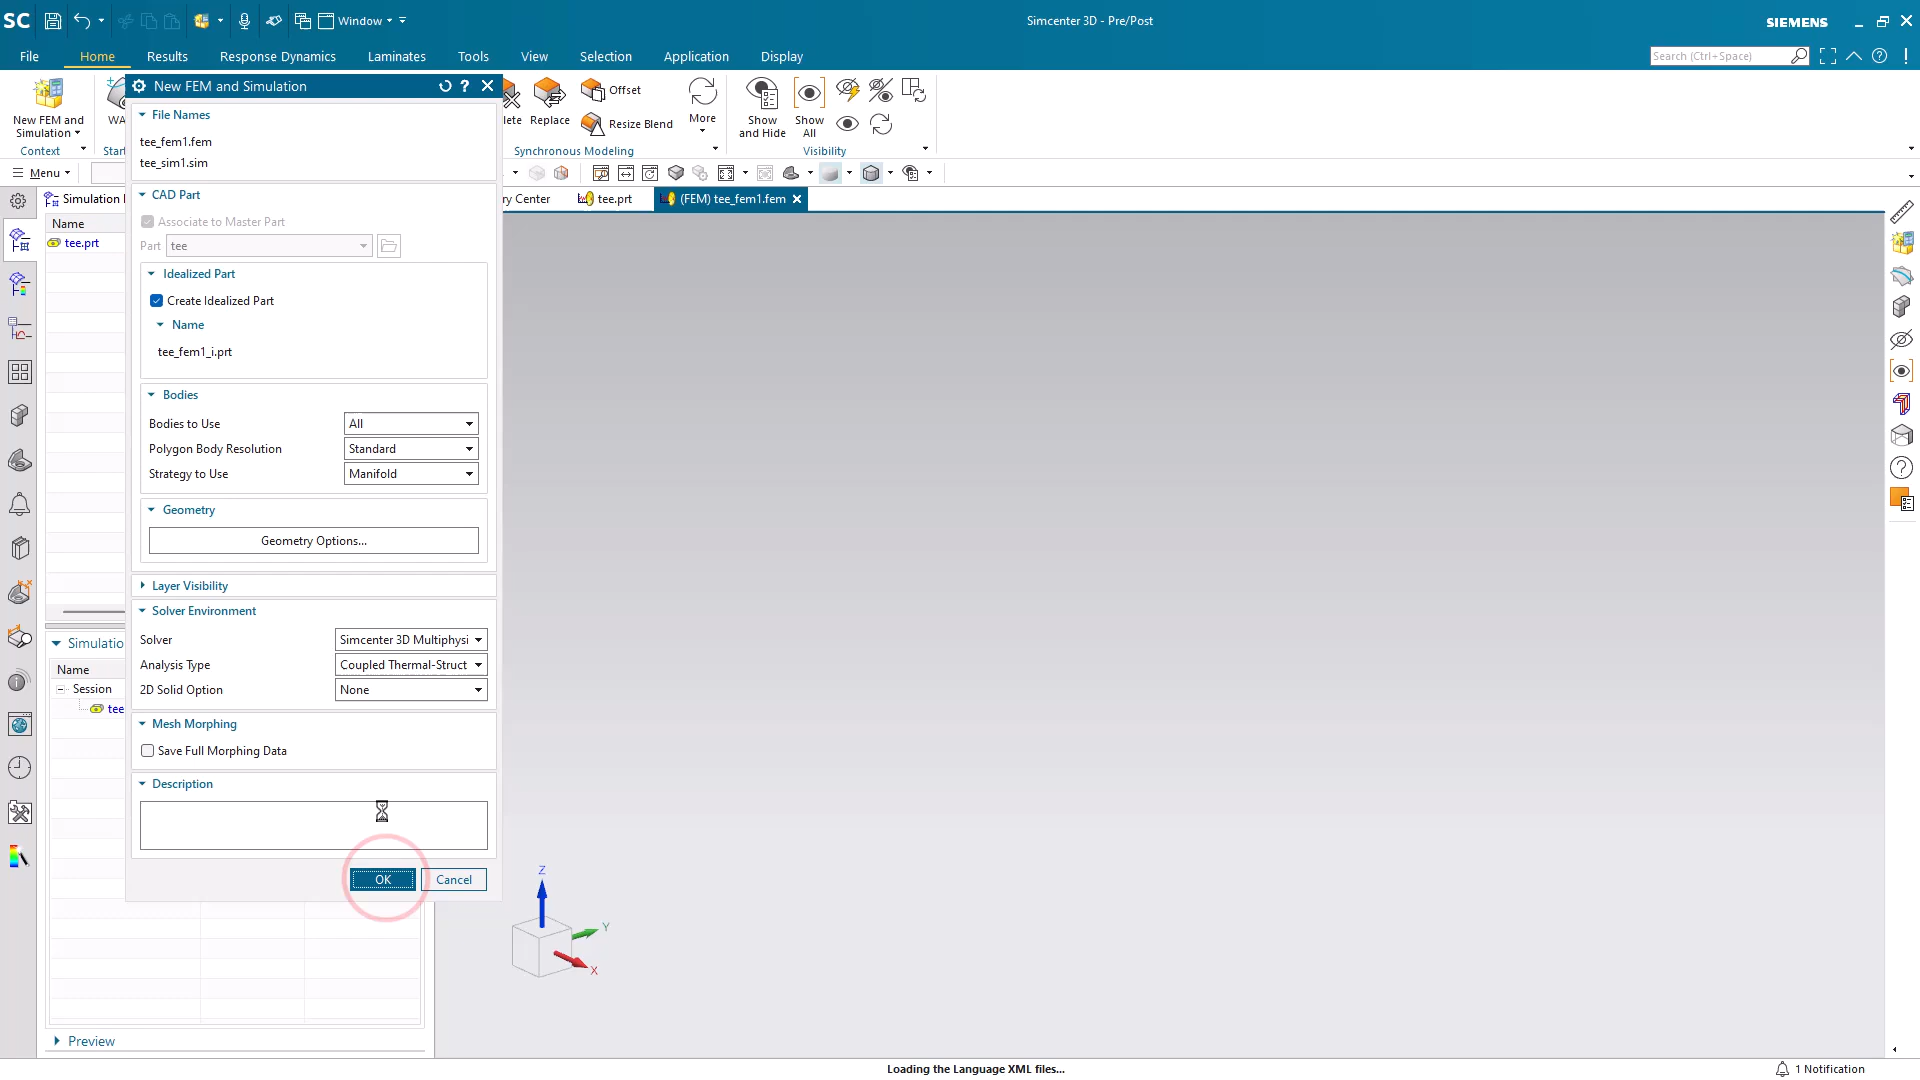 SC
Window
Simcenter 3D - Pre/Post
SIEMENS
File
Home
Results
Response Dynamics
Laminates
Tools
View
Selection
Application
Display
Search (Ctrl+Space)
New FEM and Simulation
New FEM and
Simulation
Context
Replace
Offset
Resize Blend
More
Synchronous Modeling
Show
and Hide
Show
All
Visibility
Menu
File Names
tee_fem1.fem
tee_sim1.sim
Name
tee.prt
tee.prt
(FEM) tee_fem1.fem
CAD Part
Associate to Master Part
Part
tee
Idealized Part
Create Idealized Part
Name
tee_fem1_i.prt
Bodies
Bodies to Use
All
Polygon Body Resolution
Standard
Strategy to Use
Manifold
Geometry
Geometry Options...
Layer Visibility
Solver Environment
Solver
Simcenter 3D Multiphysi
Analysis Type
Coupled Thermal-Struct
2D Solid Option
None
Simulatio
Name
Session
tee
Mesh Morphing
Save Full Morphing Data
Description
OK
Cancel
Z
Y
X
Preview
Loading the Language XML files...
1 Notification